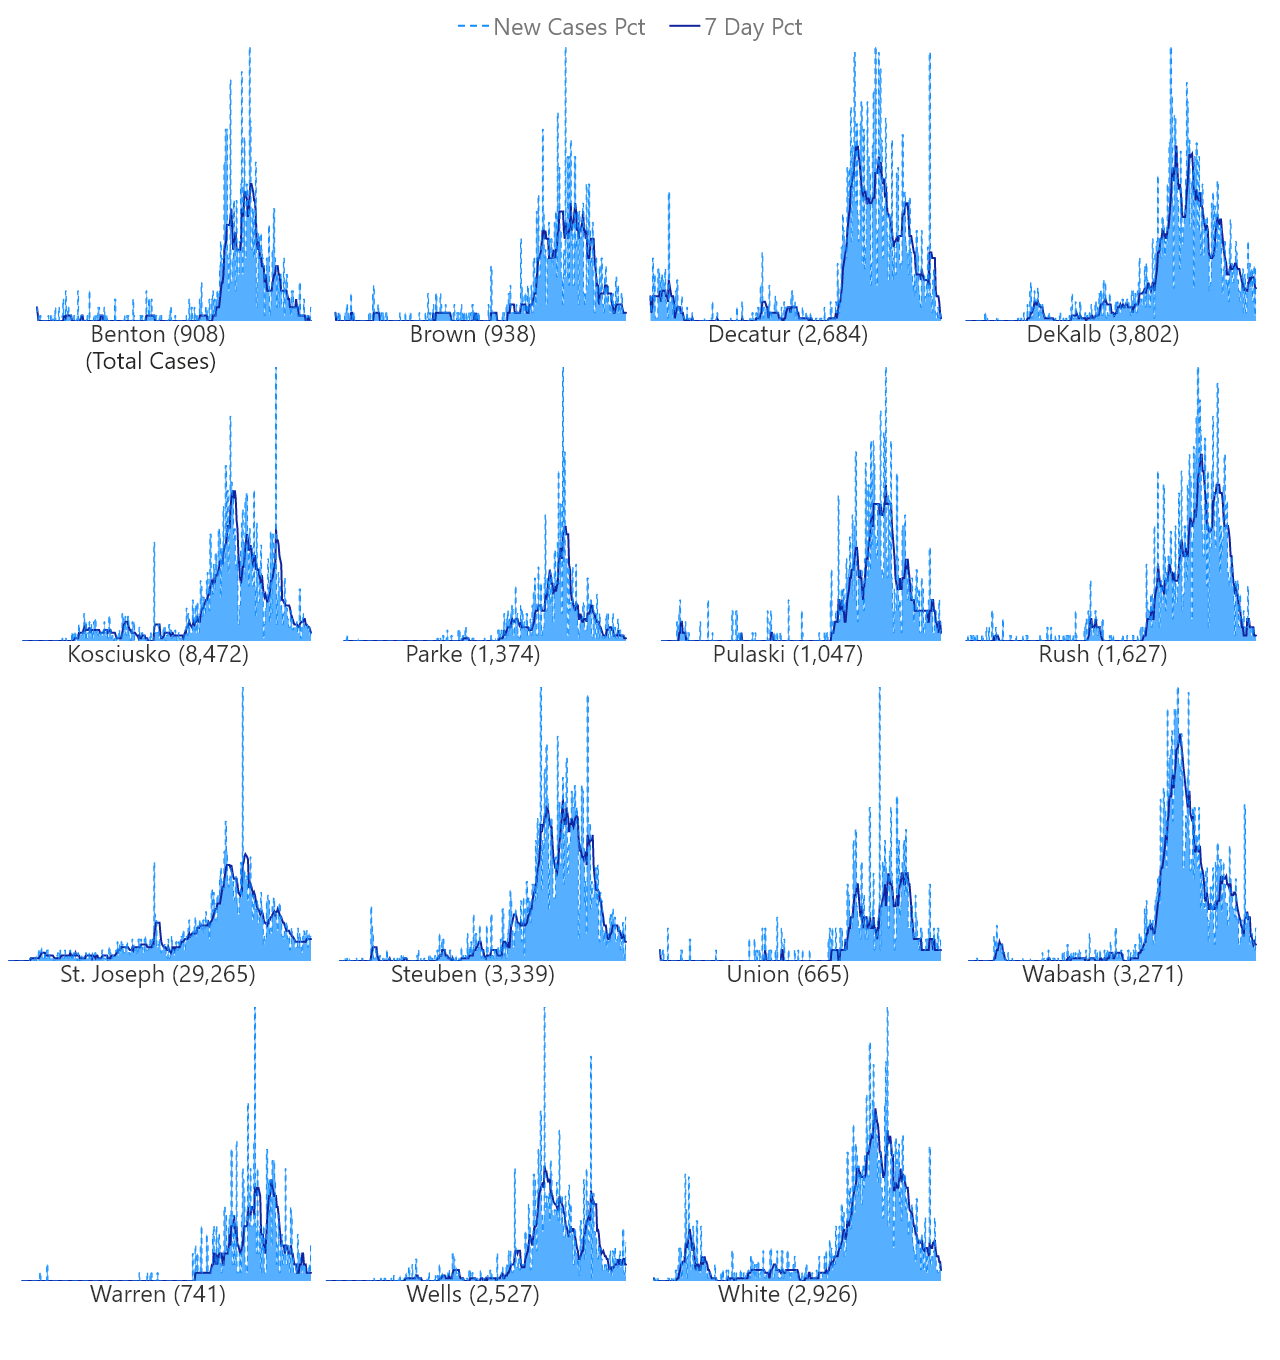 New Cases Pct 7 Day Pct
Benton (908) Brown (938) Decatur (2,684) DeKalb (3,802)
(Total Cases)
Kosciusko (8,472) Parke (1,374) Pulaski (1,047) Rush (1,627)
St. Joseph (29,265) Steuben (3,339) Union (665) Wabash (3,271)
Warren (741) Wells (2,527) White (2,926)